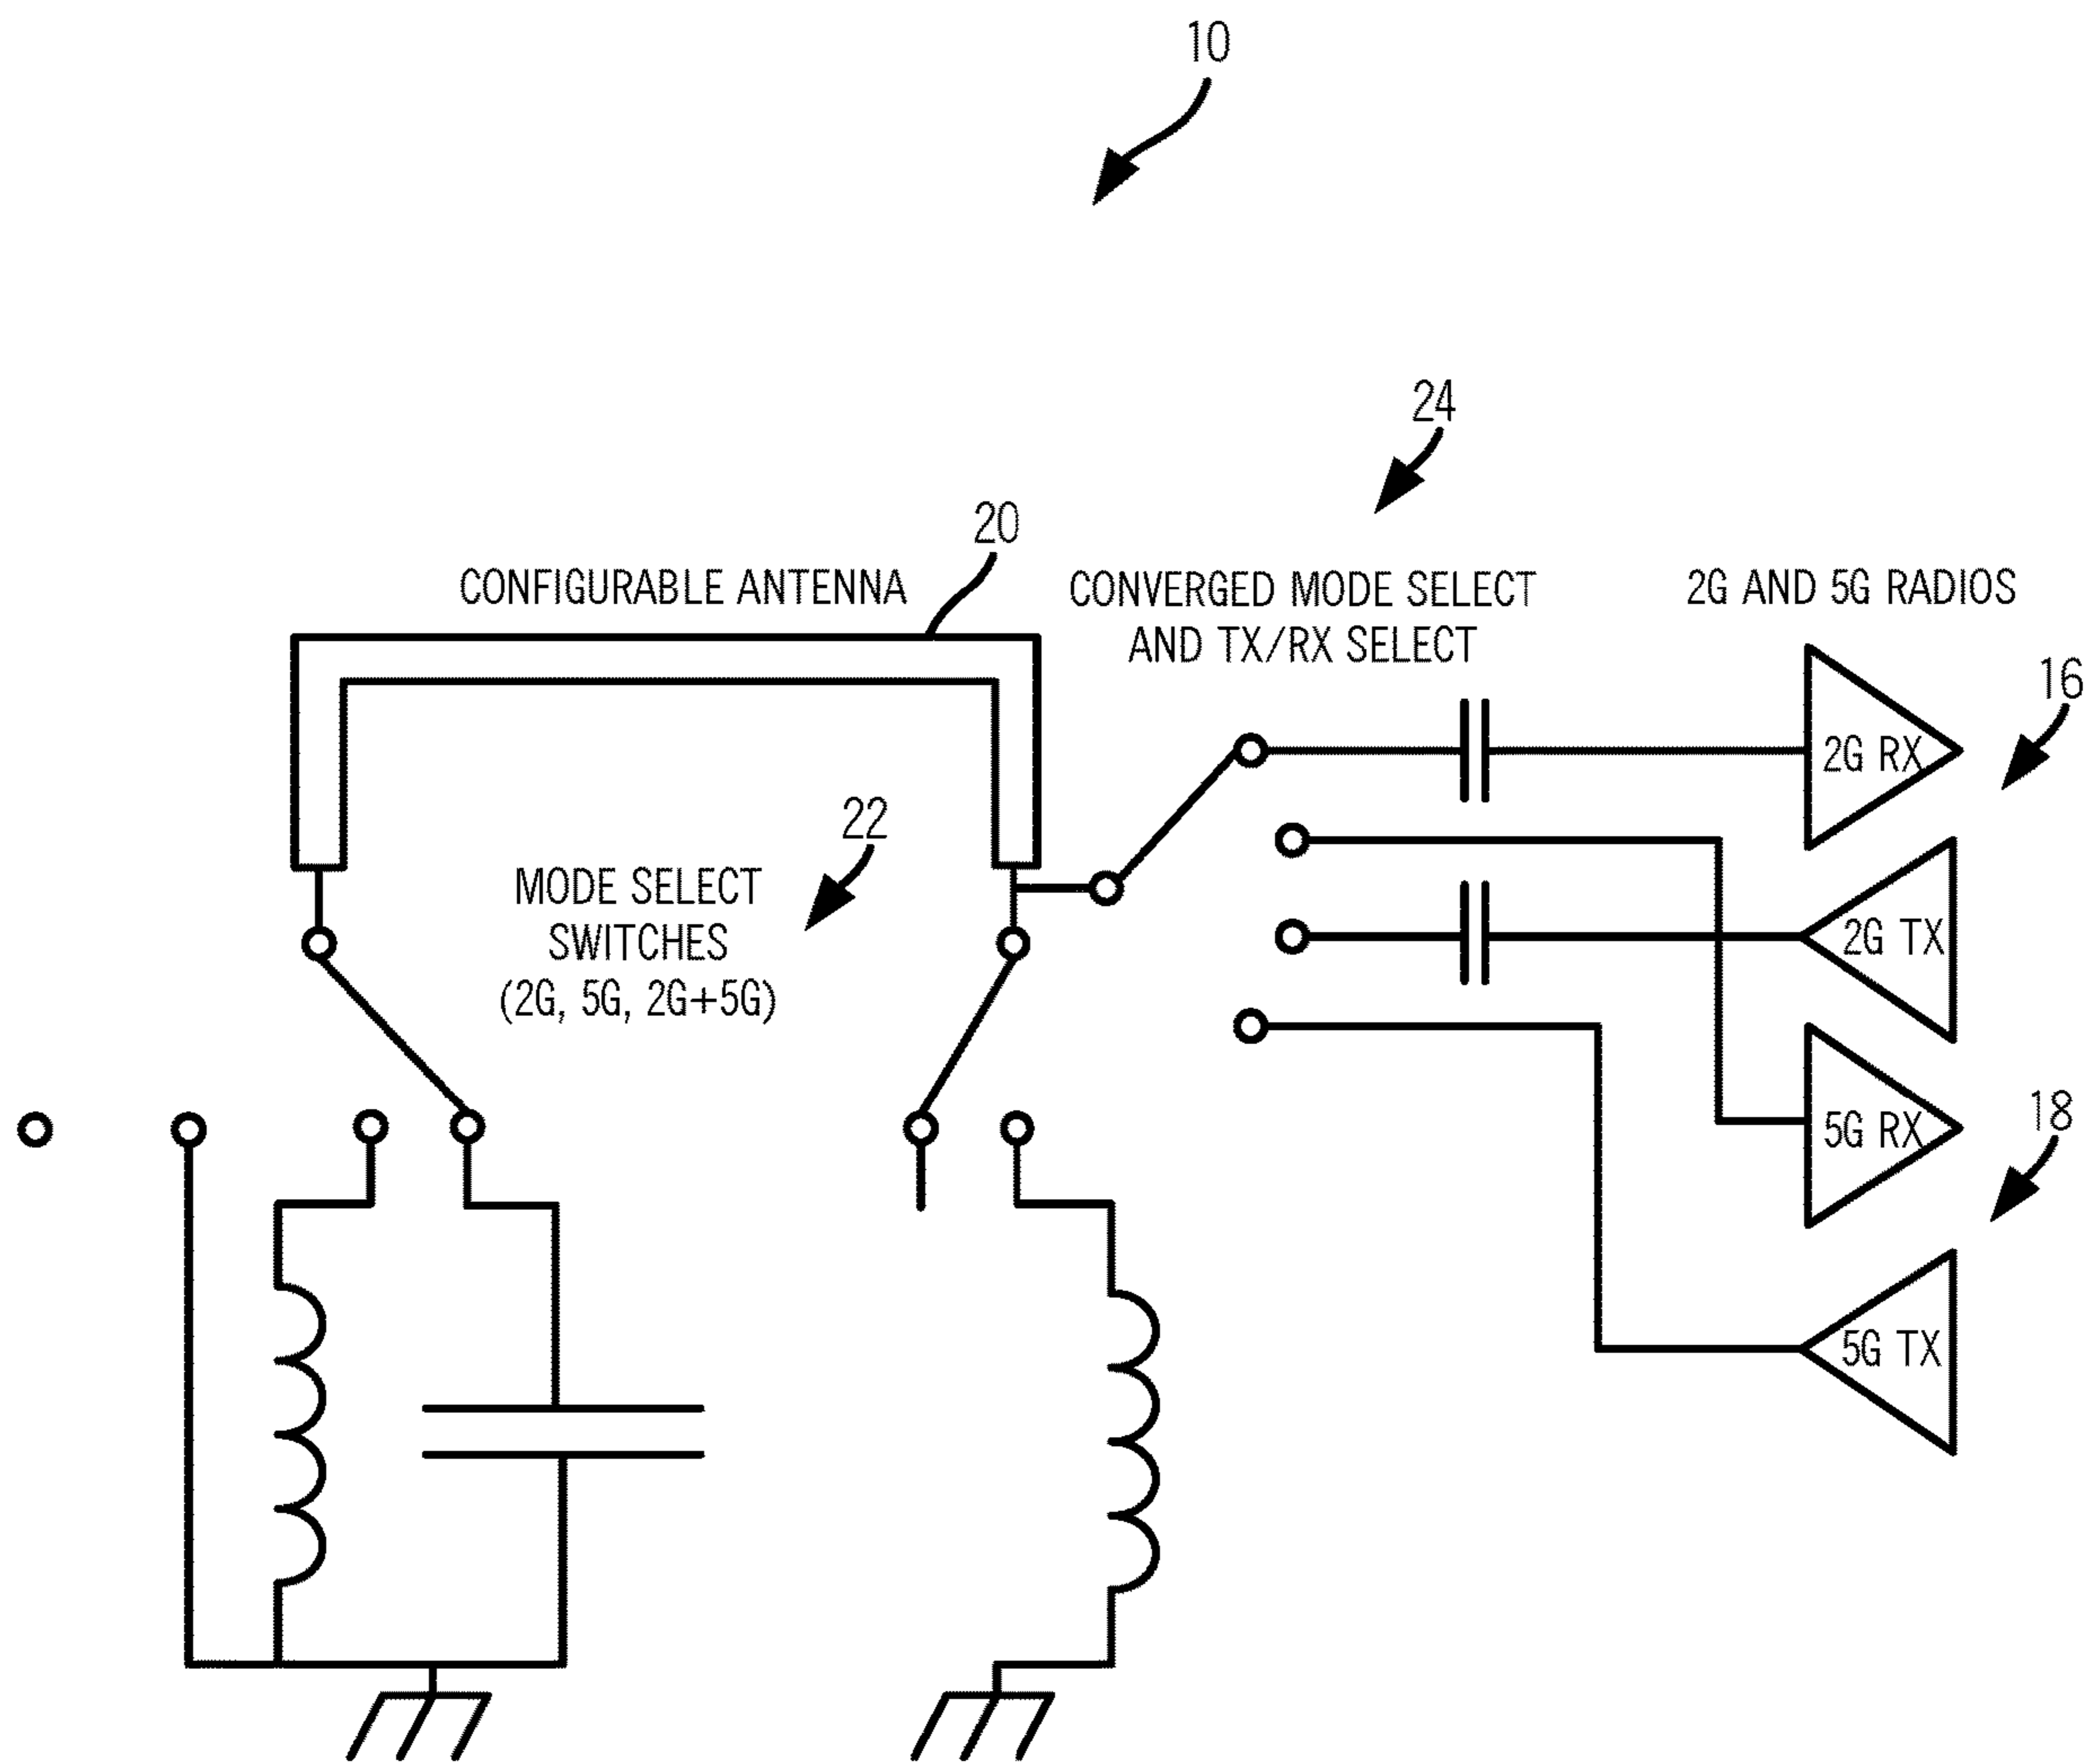 10
24
20
CONFIGURABLE ANTENNA
CONVERGED MODE SELECT
AND TX/RX SELECT
2G AND 5G RADIOS
16
2G RX
22
MODE SELECT
SWITCHES
(2G, 5G, 2G+5G)
2G TX
18
5G RX
5G TX